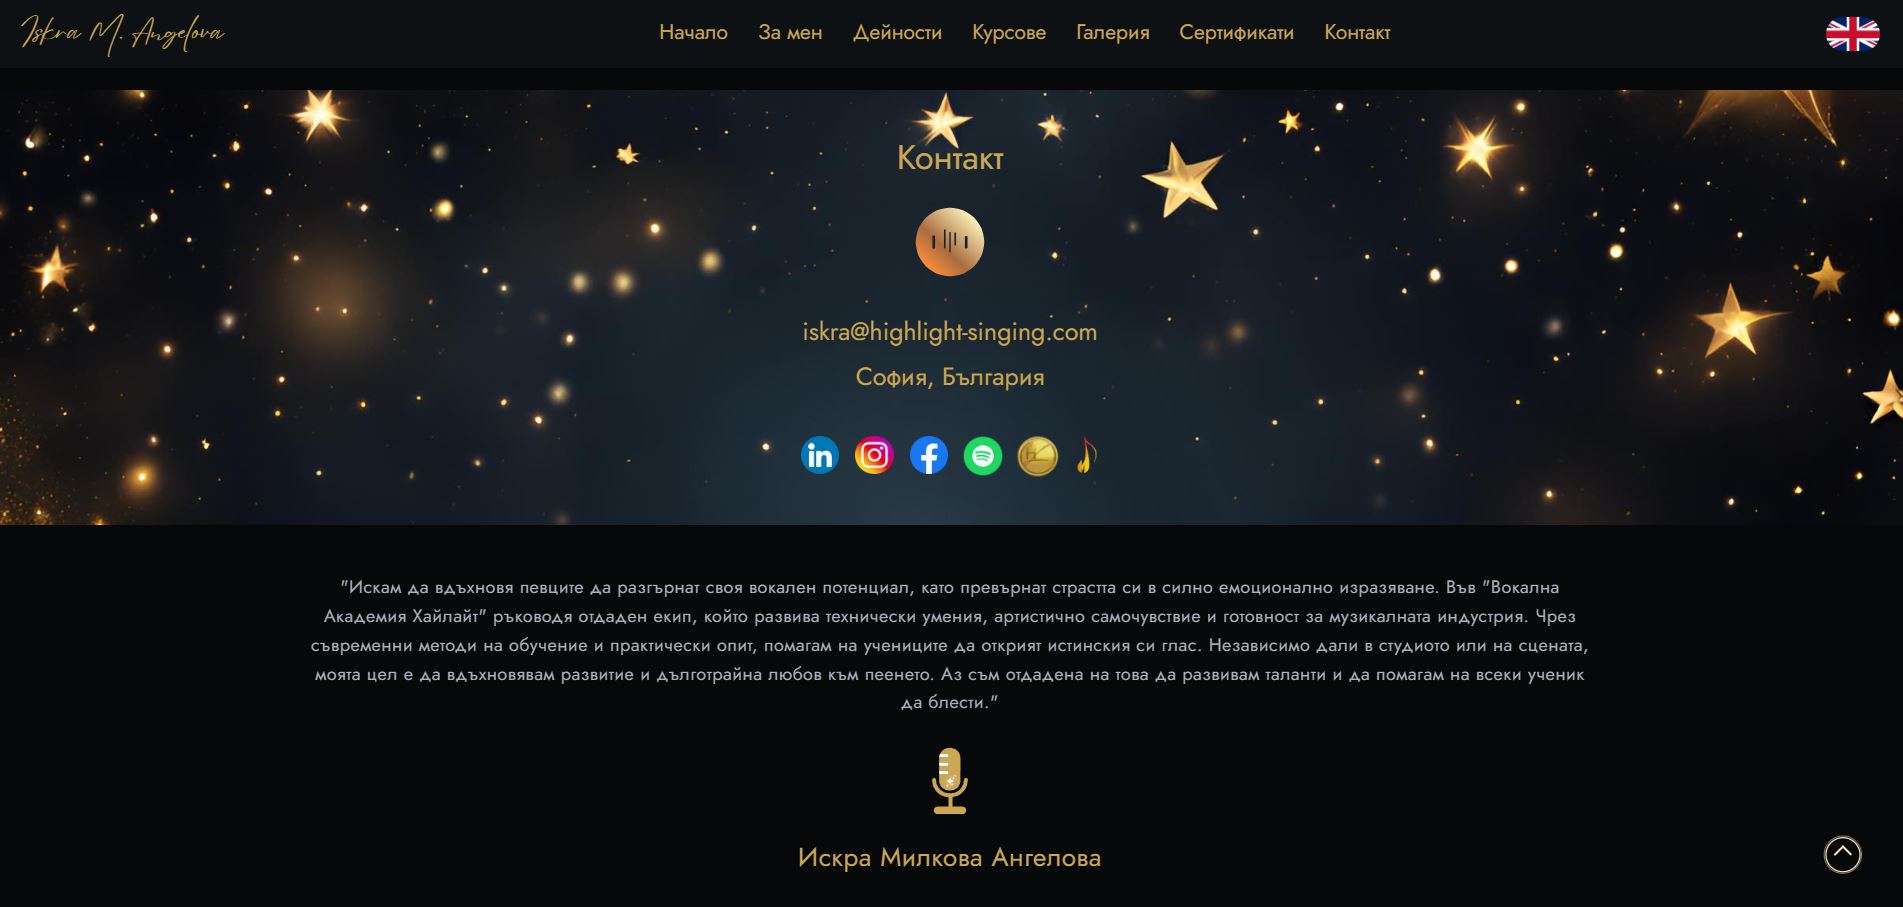 Iskra M. Angelova
Начало За мен Дейности Курсове Галерия Сертификати Контакт
Контакт
iskra@highlight-singing.com
София, България
in
"Искам да вдъхновя певците да разгърнат своя вокален потенциал, като превърнат страстта си в силно емоционално изразяване. Във "Вокална
Академия Хайлайт" ръководя отдаден екип, който развива технически умения, артистично самочувствие и готовност за музикалната индустрия. Чрез
съвременни методи на обучение и практически опит, помагам на учениците да открият истинския си глас. Независимо дали в студиото или на сцената,
моята цел е да вдъхновявам развитие и дълготрайна любов към пеенето. Аз съм отдадена на това да развивам таланти и да помагам на всеки ученик
да блести."
Искра Милкова Ангелова